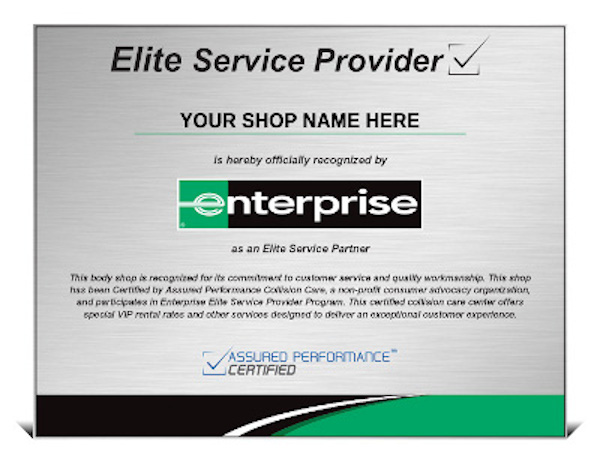 Elite Service Provider
YOUR SHOP NAME HERE
is hereby officially recognized by
enterprise
as an Elite Service Partner
This body shop is recognized for its commitment to customer service and quality workmanship. This shop
has been Certified by Assured Performance Collision Care, a non-profit consumer advocacy organization,
and participates in Enterprise Elite Service Provider Program. This certified collision care center offers
special VIP rental rates and other services designed to deliver an exceptional customer experience.
ASSURED PERFORMANCE℠
CERTIFIED